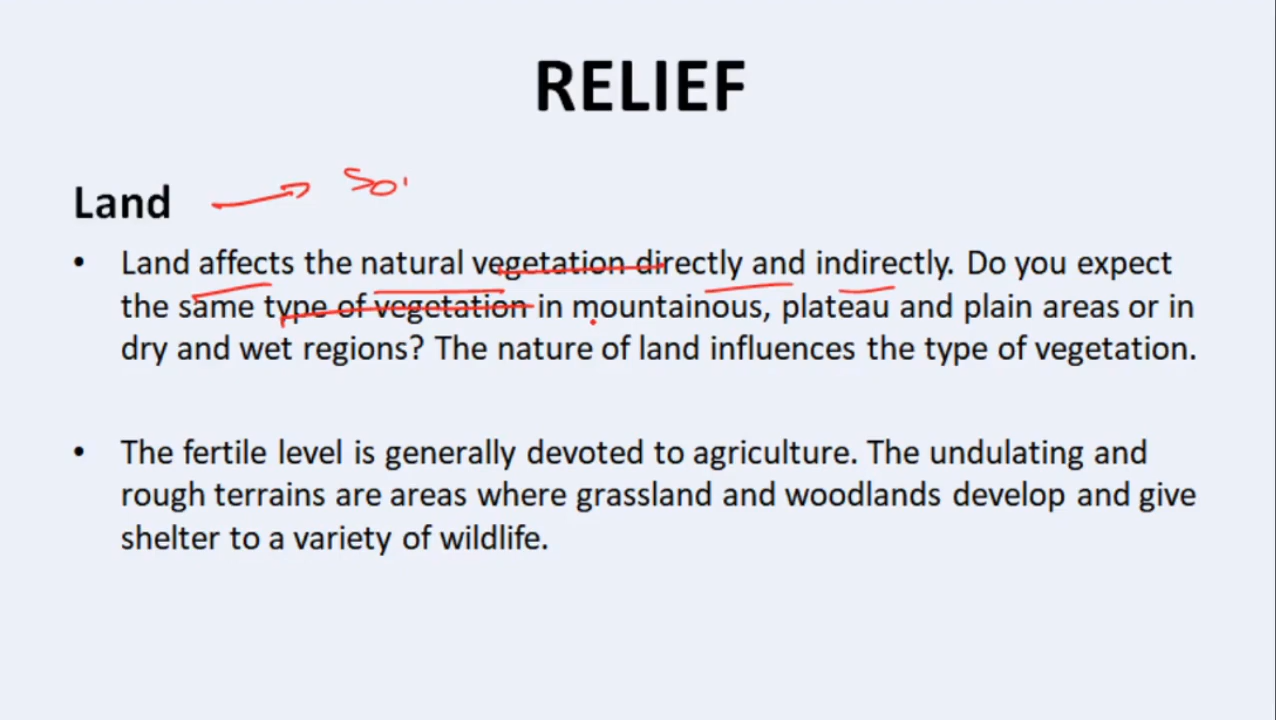 RELIEF
Land
• Land affects the natural vegetation directly and indirectly. Do you expect
the same type of vegetation in mountainous, plateau and plain areas or in
dry and wet regions? The nature of land influences the type of vegetation.
• The fertile level is generally devoted to agriculture. The undulating and
rough terrains are areas where grassland and woodlands develop and give
shelter to a variety of wildlife.